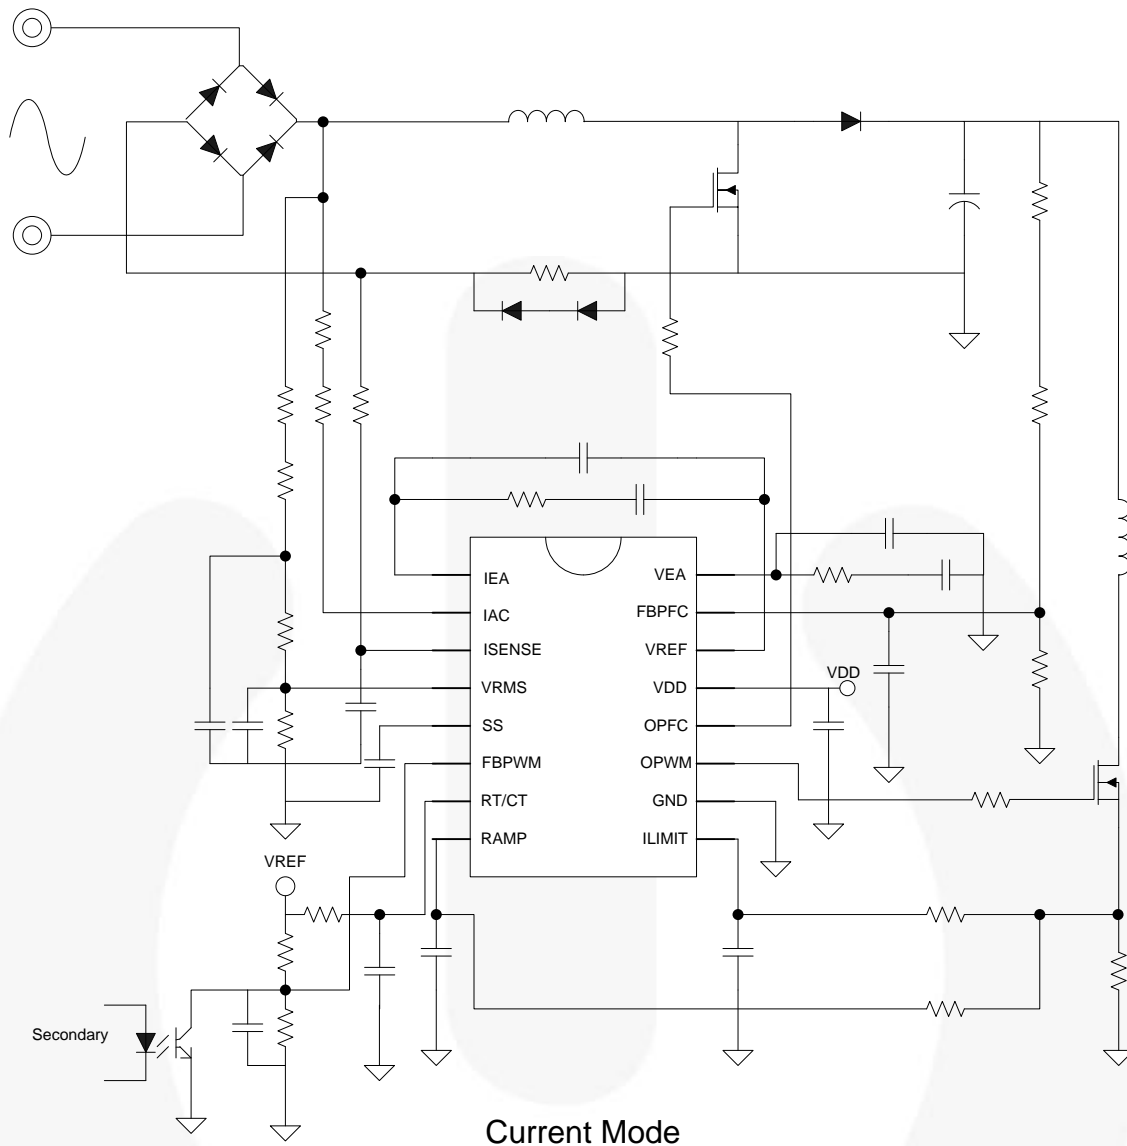 IEA
IAC
ISENSE
VRMS
SS
FBPWM
RT/CT
RAMP
VEA
FBPFC
VREF
VDD
OPFC
OPWM
GND
ILIMIT
VDD
VREF
Secondary
Current Mode